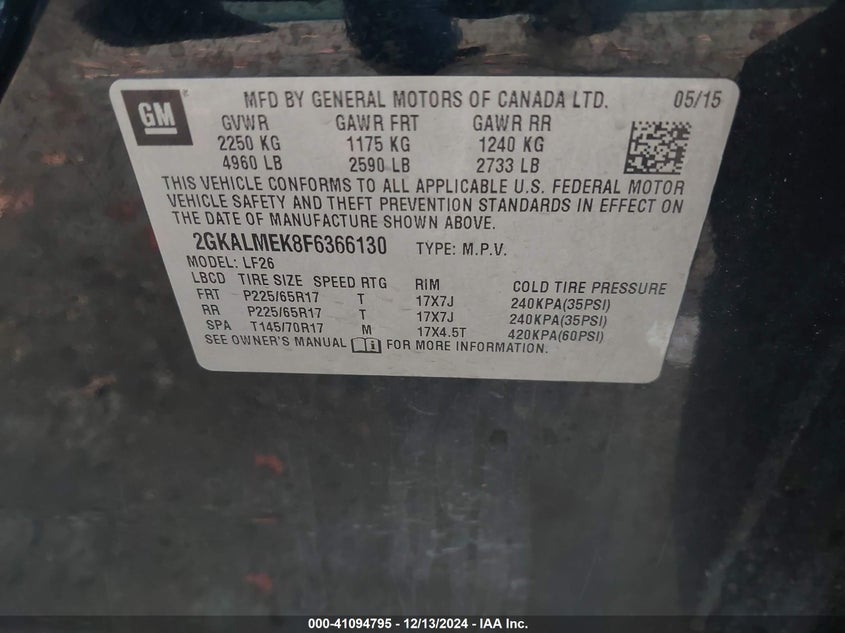 GM
MFD BY GENERAL MOTORS OF CANADA LTD. 05/15
GVWR GAWR FRT GAWR RR
2250 KG 1175 KG 1240 KG
4960 LB 2590 LB 2733 LB
THIS VEHICLE CONFORMS TO ALL APPLICABLE U.S. FEDERAL MOTOR
VEHICLE SAFETY AND THEFT PREVENTION STANDARDS IN EFFECT ON
THE DATE OF MANUFACTURE SHOWN ABOVE.
2GKALMEK8F6366130 TYPE: M.P.V.
MODEL: LF26
LBCD TIRE SIZE SPEED RTG RIM COLD TIRE PRESSURE
FRT P225/65R17 T 17X7J 240KPA(35PSI)
RR P225/65R17 T 17X7J 240KPA(35PSI)
SPA T145/70R17 M 17X4.5T 420KPA(60PSI)
SEE OWNER'S MANUAL FOR MORE INFORMATION.
000-41094795 - 12/13/2024 - IAA Inc.